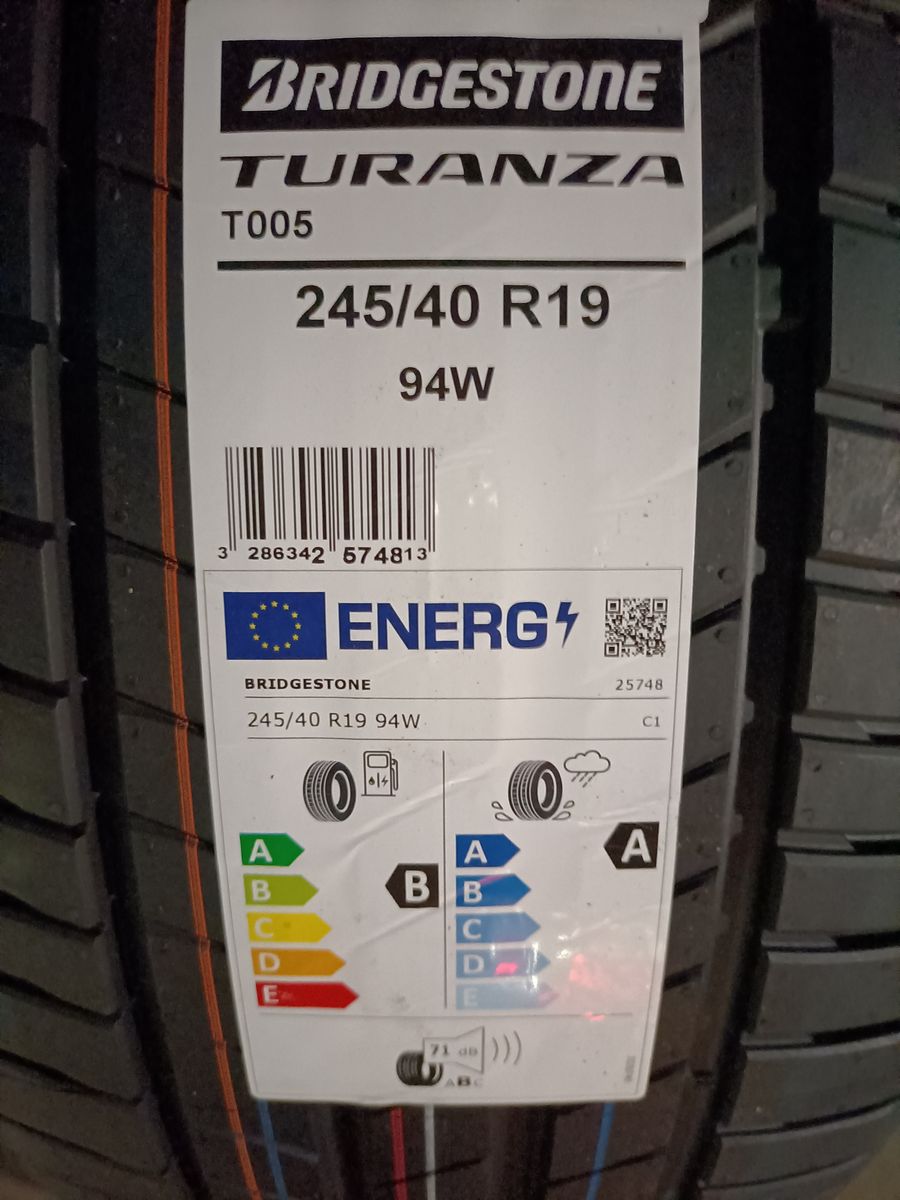 BRIDGESTONE
TURANZA
T005
245/40 R19
94W
3 286342 574813
ENERG
BRIDGESTONE 25748
245/40 R19 94W C1
A A A
B B B
C C
D D
E E
71 dB
ABC